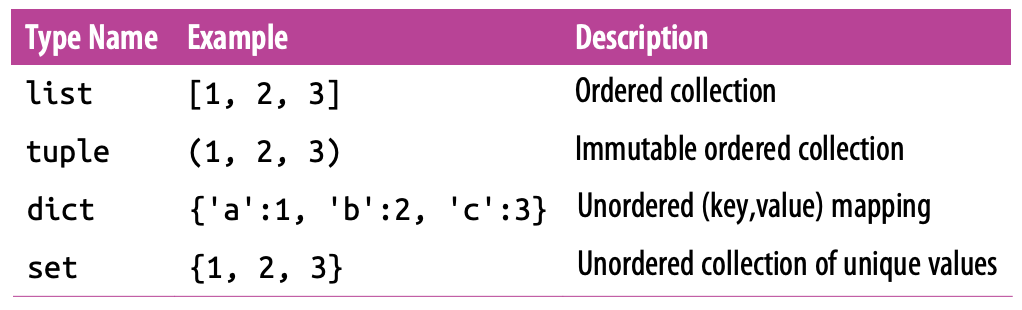 Type Name Example Description
list [1, 2, 3] Ordered collection
tuple (1, 2, 3) Immutable ordered collection
dict {'a':1, 'b':2, 'c':3} Unordered (key,value) mapping
set {1, 2, 3} Unordered collection of unique values